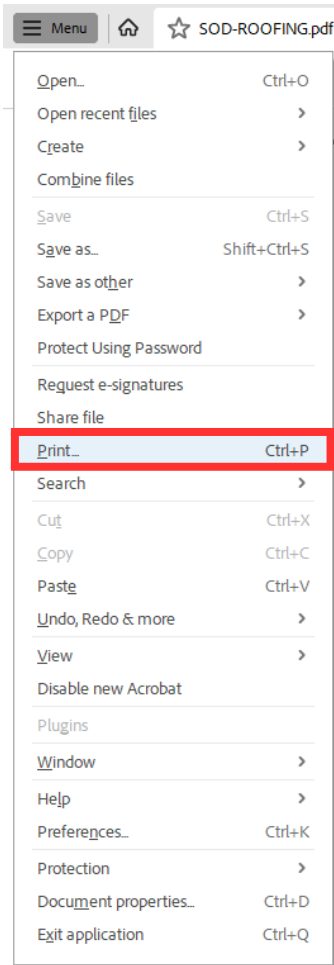 Menu SOD-ROOFING.pdf
Open... Ctrl+O
Open recent files
Create
Combine files
Save Ctrl+S
Save as... Shift+Ctrl+S
Save as other
Export a PDF
Protect Using Password
Request e-signatures
Share file
Print... Ctrl+P
Search
Cut Ctrl+X
Copy Ctrl+C
Paste Ctrl+V
Undo, Redo & more
View
Disable new Acrobat
Plugins
Window
Help
Preferences... Ctrl+K
Protection
Document properties... Ctrl+D
Exit application Ctrl+Q